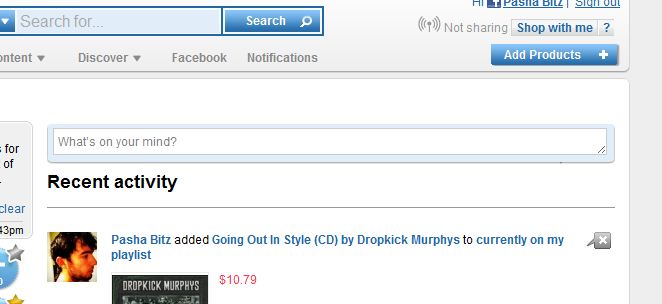 Hi Pasha Bitz | Sign out
Search for... Search
Not sharing Shop with me ?
ontent Discover Facebook Notifications
Add Products +
What's on your mind?
s for
t of
Recent activity
clear
43pm
Pasha Bitz added Going Out In Style (CD) by Dropkick Murphys to currently on my
playlist
DROPKICK MURPHYS
$10.79